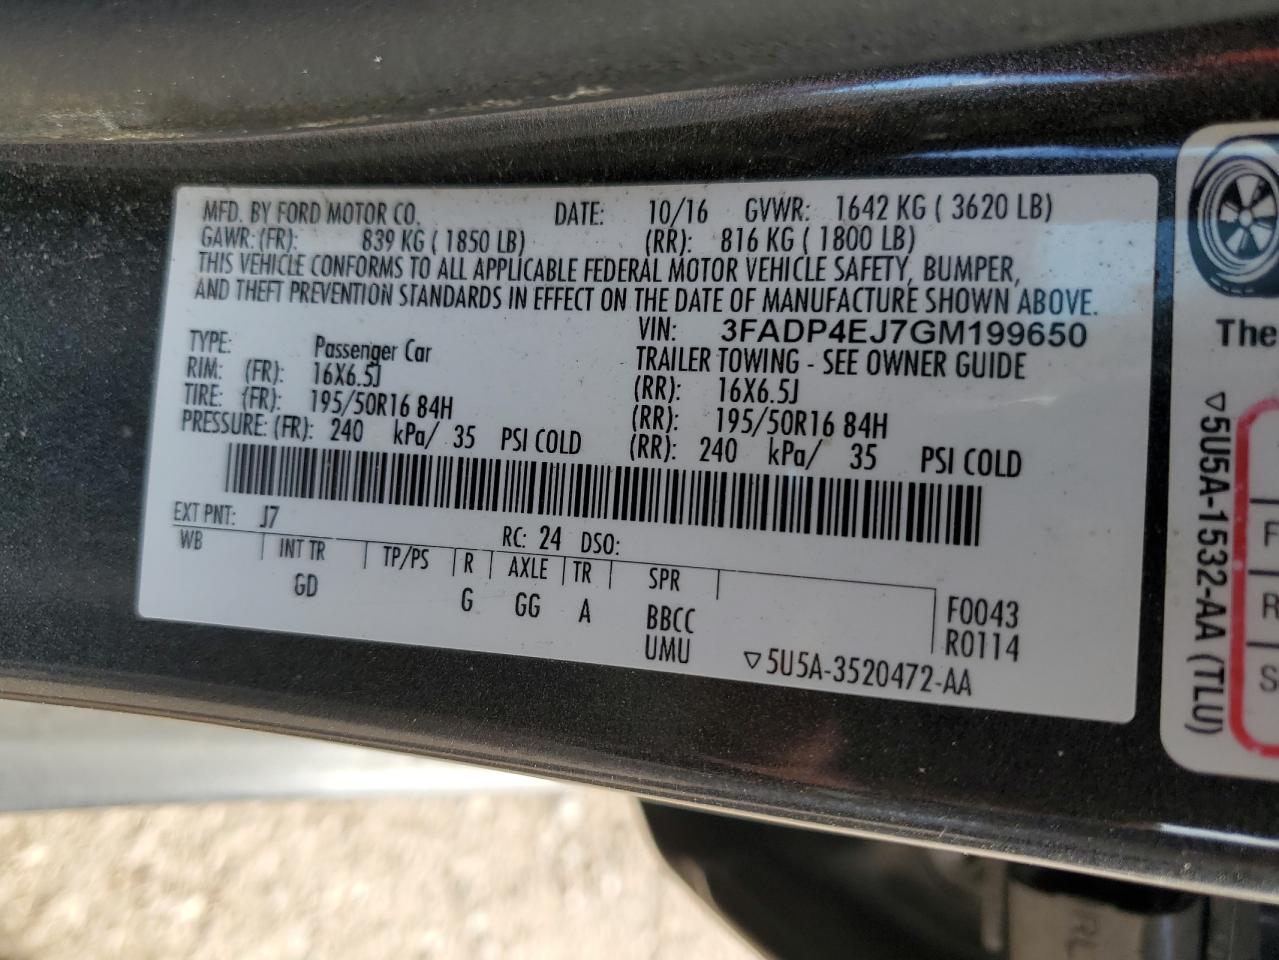 MFD. BY FORD MOTOR CO. DATE: 10/16 GVWR: 1642 KG ( 3620 LB)
GAWR: (FR): 839 KG ( 1850 LB) (RR): 816 KG ( 1800 LB)
THIS VEHICLE CONFORMS TO ALL APPLICABLE FEDERAL MOTOR VEHICLE SAFETY, BUMPER,
AND THEFT PREVENTION STANDARDS IN EFFECT ON THE DATE OF MANUFACTURE SHOWN ABOVE.
VIN: 3FADP4EJ7GM199650
TYPE: Passenger Car TRAILER TOWING - SEE OWNER GUIDE
RIM: (FR): 16X6.5J (RR): 16X6.5J
TIRE: (FR): 195/50R16 84H (RR): 195/50R16 84H
PRESSURE: (FR): 240 kPa/ 35 PSI COLD (RR): 240 kPa/ 35 PSI COLD
EXT PNT: J7 RC: 24 DSO:
WB INT TR TP/PS R AXLE TR SPR
GD G GG A BBCC F0043
UMU R0114
▽5U5A-3520472-AA
The
▽5U5A-1532-AA (TLU)
F
R
S
RL